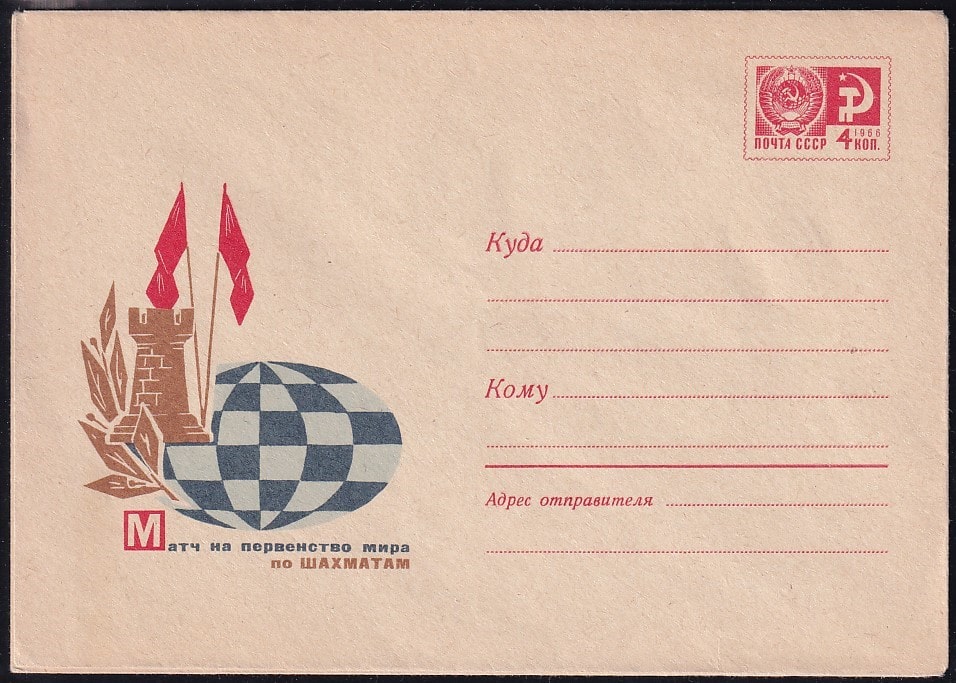 1966
ПОЧТА СССР 4 КОП.
Куда
Кому
Адрес отправителя
Матч на первенство мира
по ШАХМАТАМ